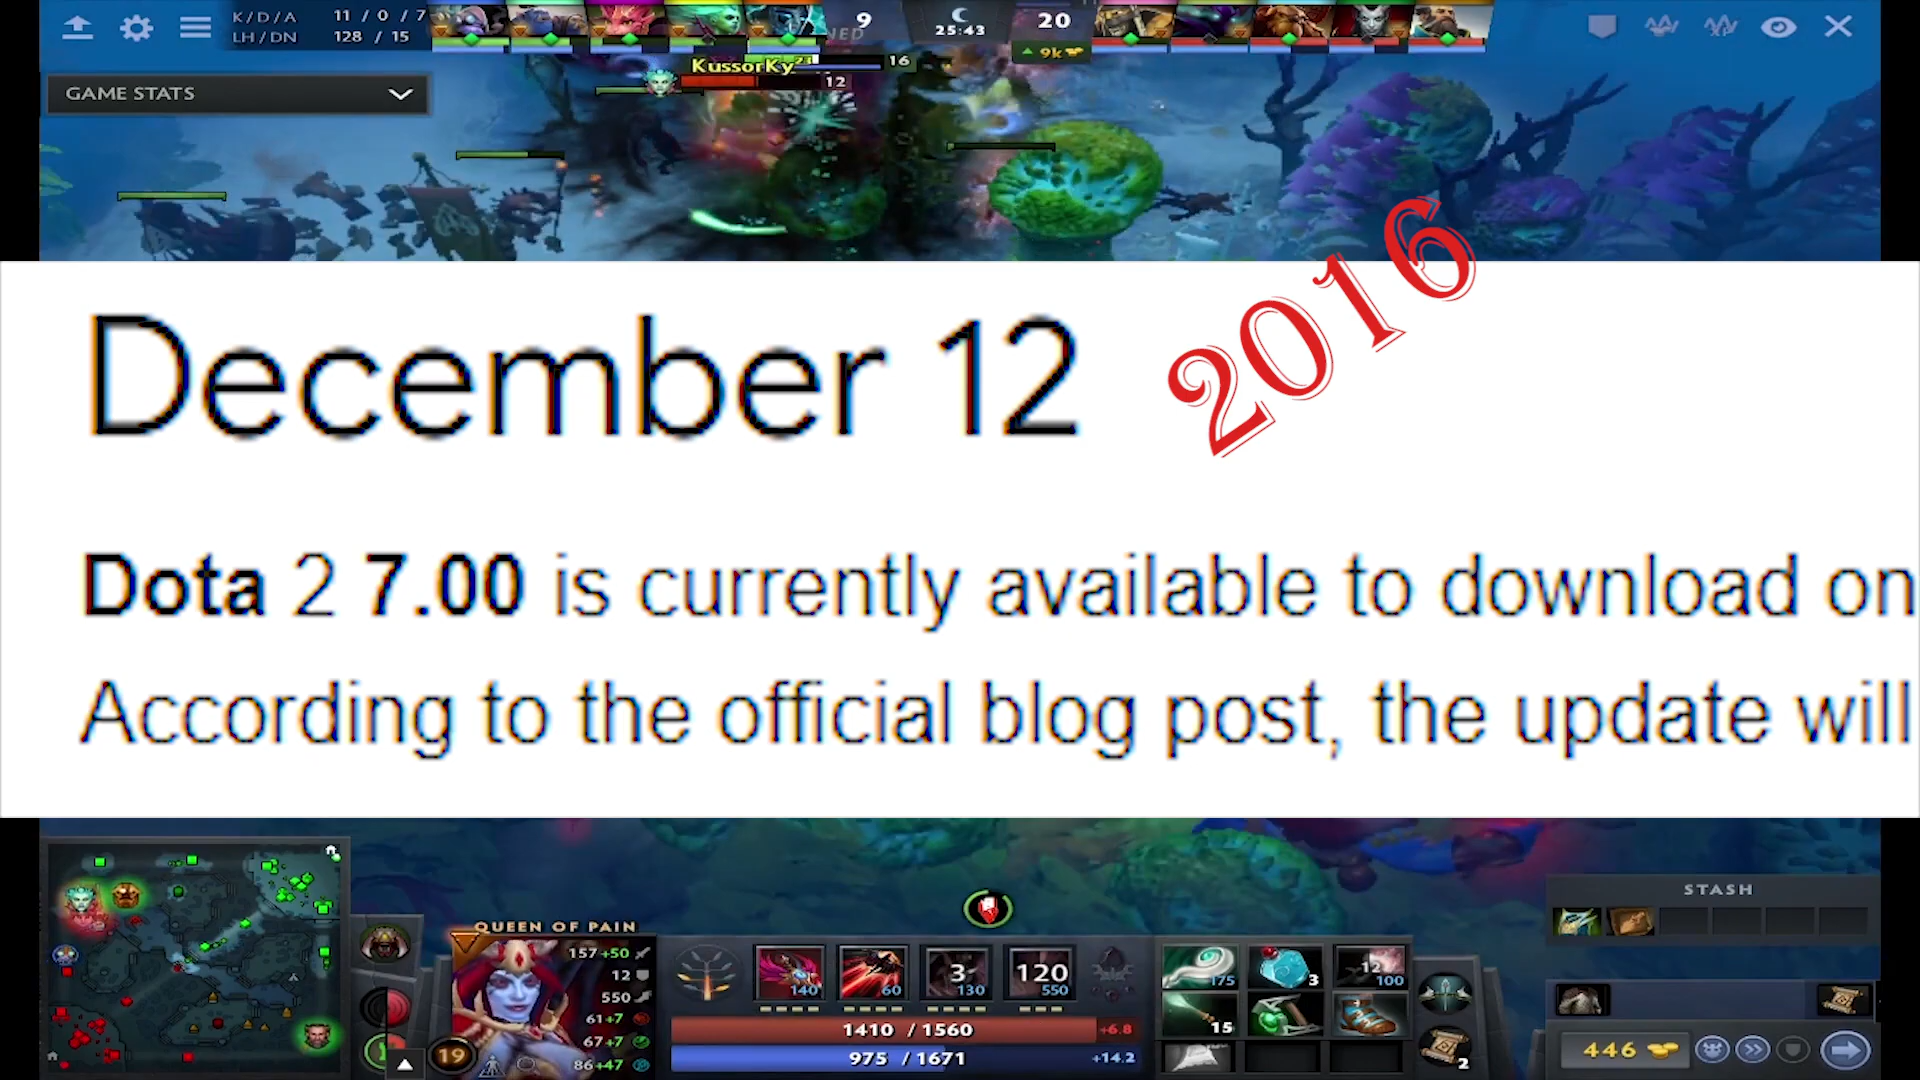 K/D/A 11 / 0 / 7
LH/DN 128 / 15
9
25:43
20
9k
GAME STATS
KussorKy
16
12
2016
December 12
Dota 2 7.00 is currently available to download on
According to the official blog post, the update will
STASH
QUEEN OF PAIN
157+50
12
550
61+7
67+7
86+47
19
140
60
3
130
120
550
1410 / 1560
+6.8
975 / 1671
+14.2
175
3
12
100
15
2
446